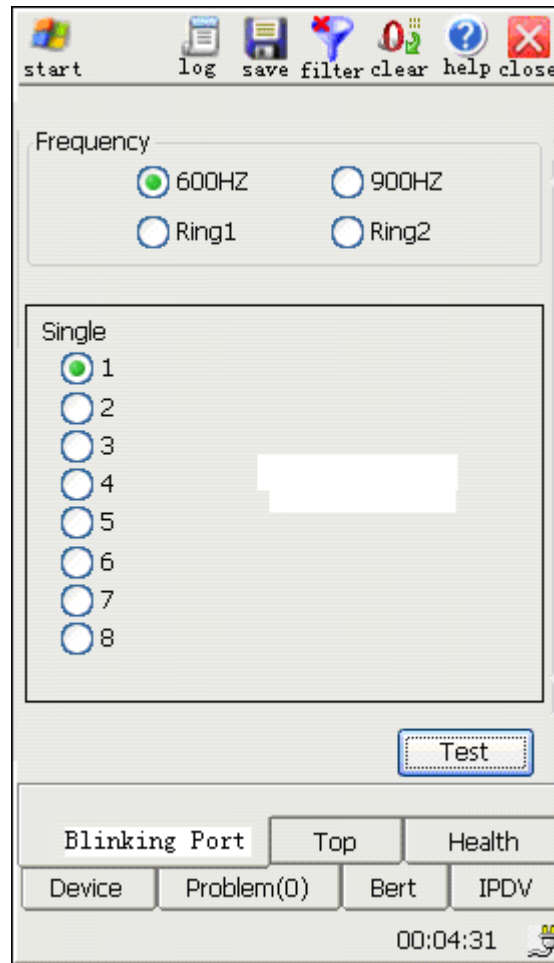 start log save filter clear help close
Frequency
600HZ 900HZ
Ring1 Ring2
Single
1
2
3
4
5
6
7
8
Test
Blinking Port Top Health
Device Problem(0) Bert IPDV
00:04:31